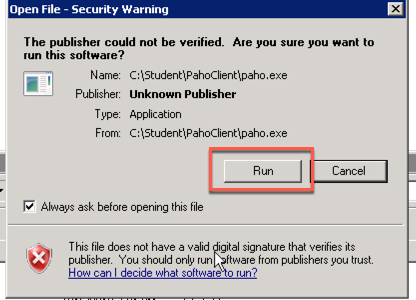 Open File - Security Warning
The publisher could not be verified. Are you sure you want to
run this software?
Name: C:\Student\PahoClient\paho.exe
Publisher: Unknown Publisher
Type: Application
From: C:\Student\PahoClient\paho.exe
Run Cancel
Always ask before opening this file
This file does not have a valid digital signature that verifies its
publisher. You should only run software from publishers you trust.
How can I decide what software to run?